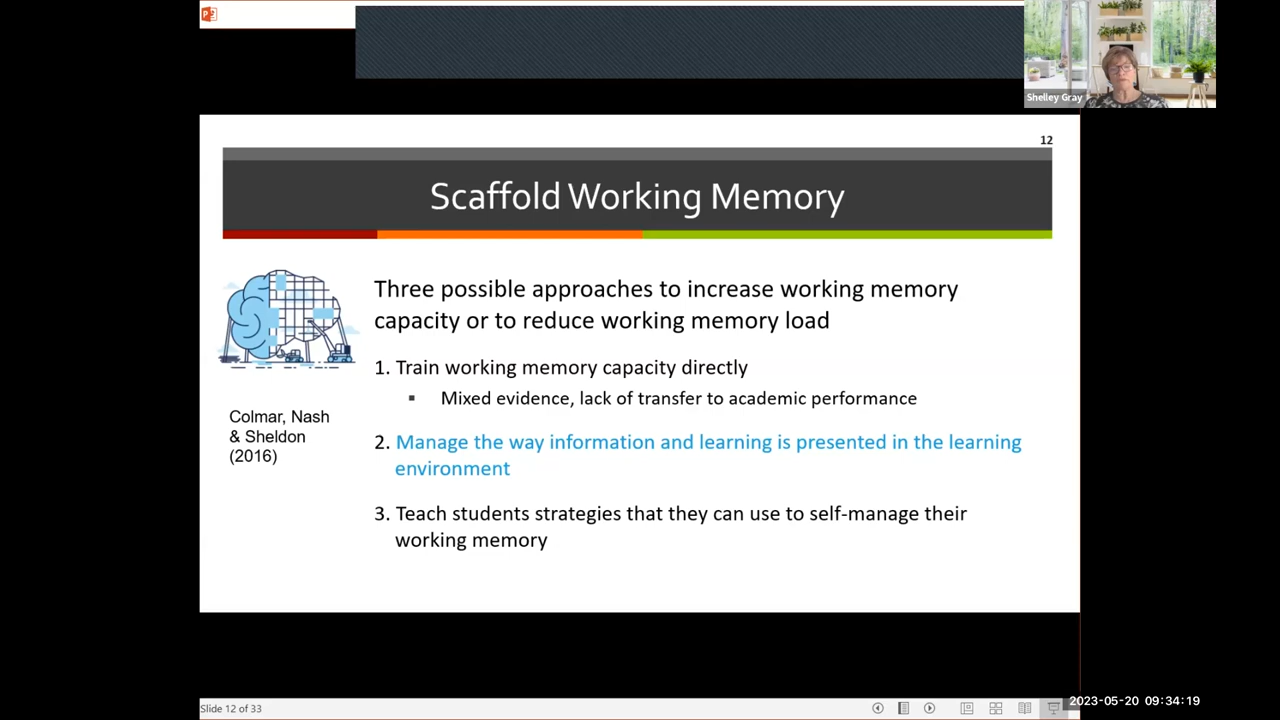 Shelley Gray
12
Scaffold Working Memory
Three possible approaches to increase working memory
capacity or to reduce working memory load
1. Train working memory capacity directly
▪ Mixed evidence, lack of transfer to academic performance
Colmar, Nash
& Sheldon
(2016)
2. Manage the way information and learning is presented in the learning
environment
3. Teach students strategies that they can use to self-manage their
working memory
Slide 12 of 33
2023-05-20 09:34:19